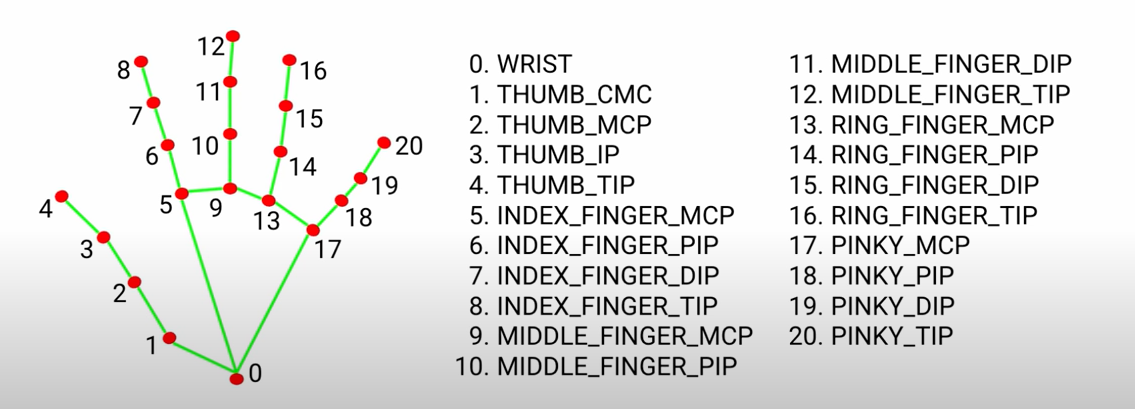 12
8
16
11
7
15
10
6
14
20
19
5
9
13
18
4
17
3
2
1
0
0. WRIST
1. THUMB_CMC
2. THUMB_MCP
3. THUMB_IP
4. THUMB_TIP
5. INDEX_FINGER_MCP
6. INDEX_FINGER_PIP
7. INDEX_FINGER_DIP
8. INDEX_FINGER_TIP
9. MIDDLE_FINGER_MCP
10. MIDDLE_FINGER_PIP
11. MIDDLE_FINGER_DIP
12. MIDDLE_FINGER_TIP
13. RING_FINGER_MCP
14. RING_FINGER_PIP
15. RING_FINGER_DIP
16. RING_FINGER_TIP
17. PINKY_MCP
18. PINKY_PIP
19. PINKY_DIP
20. PINKY_TIP